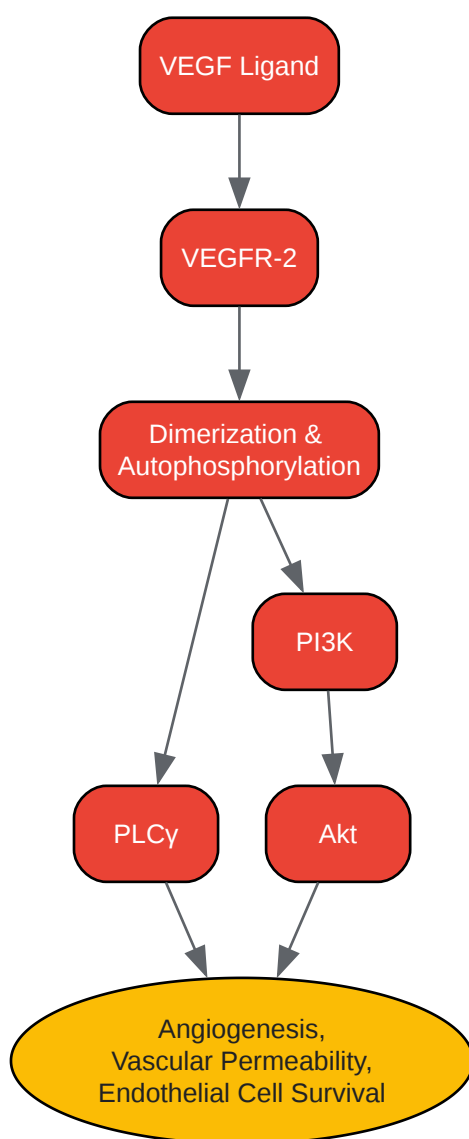 VEGF Ligand
VEGFR-2
Dimerization &
Autophosphorylation
PI3K
PLCγ
Akt
Angiogenesis,
Vascular Permeability,
Endothelial Cell Survival